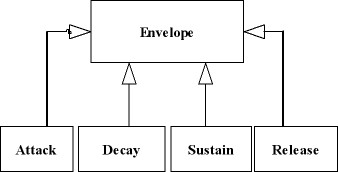 Envelope
Attack
Decay
Sustain
Release